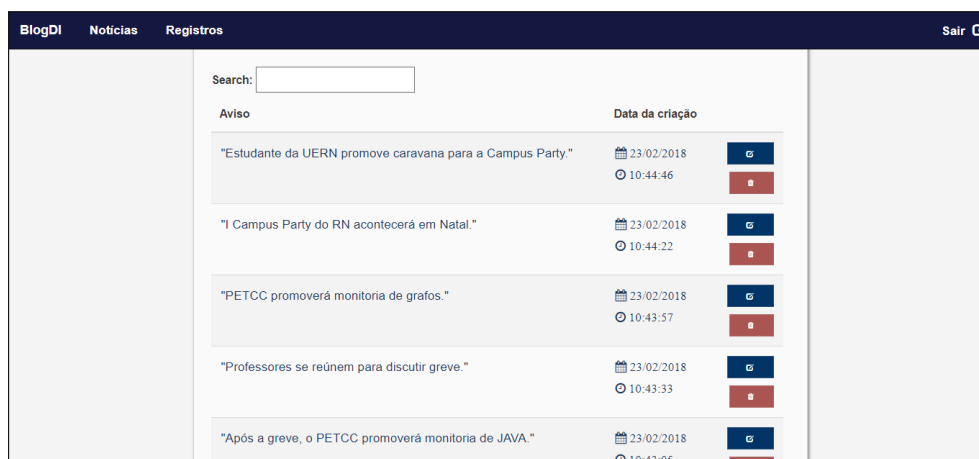 BlogDI Notícias Registros Sair
Search:
Aviso Data da criação
"Estudante da UERN promove caravana para a Campus Party." 23/02/2018
10:44:46
"I Campus Party do RN acontecerá em Natal." 23/02/2018
10:44:22
"PETCC promoverá monitoria de grafos." 23/02/2018
10:43:57
"Professores se reúnem para discutir greve." 23/02/2018
10:43:33
"Após a greve, o PETCC promoverá monitoria de JAVA." 23/02/2018